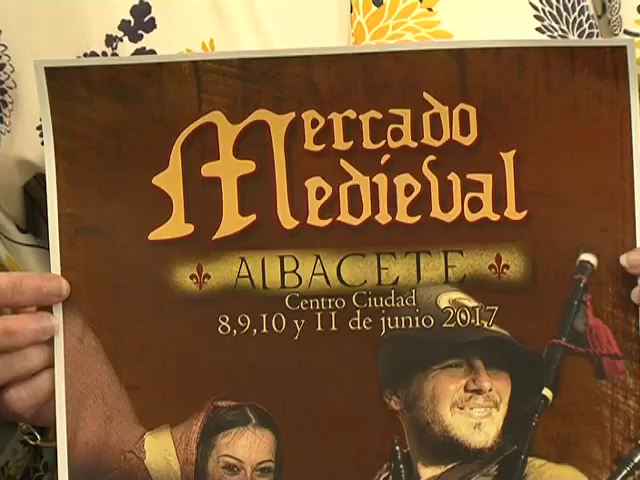 Mercado
Medieval
AlBACETE
Centro Ciudad
8,9,10 y 11 de junio 2017